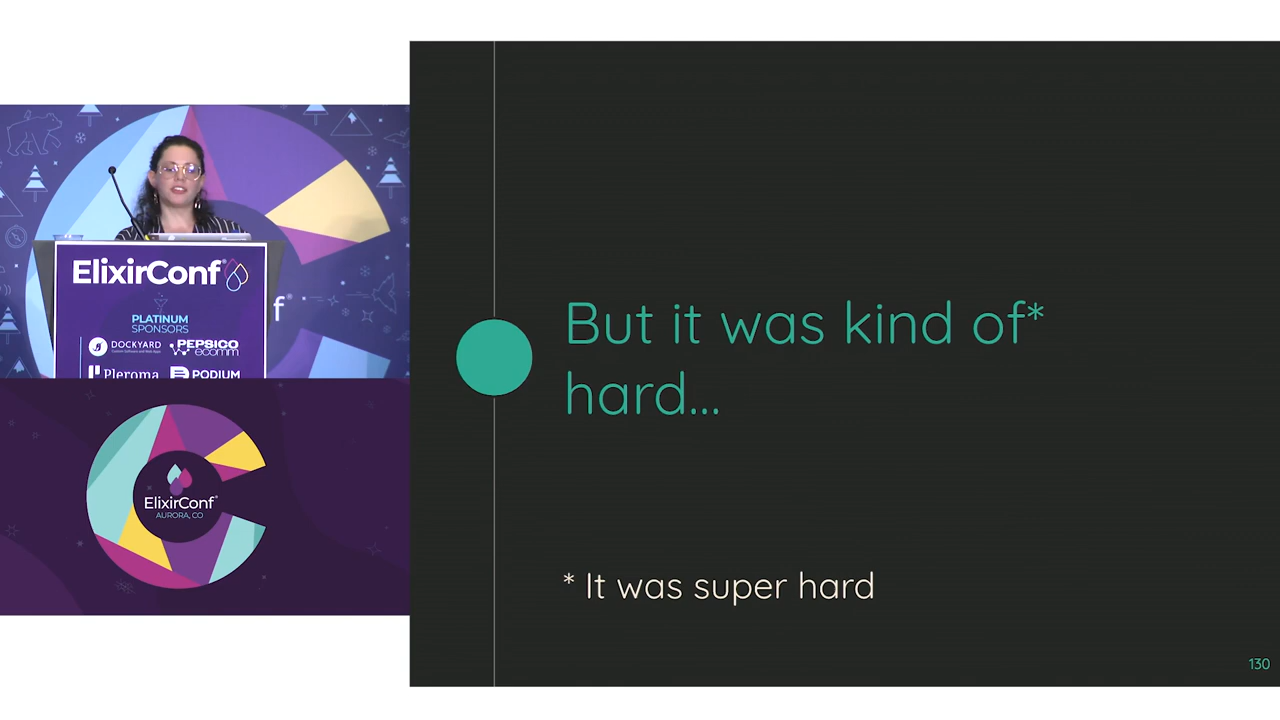 ElixirConf
PLATINUM
SPONSORS
DOCKYARD
PEPSICO
ecomm
Pleroma
PODIUM
f
ElixirConf
AURORA, CO
But it was kind of*
hard...
* It was super hard
130